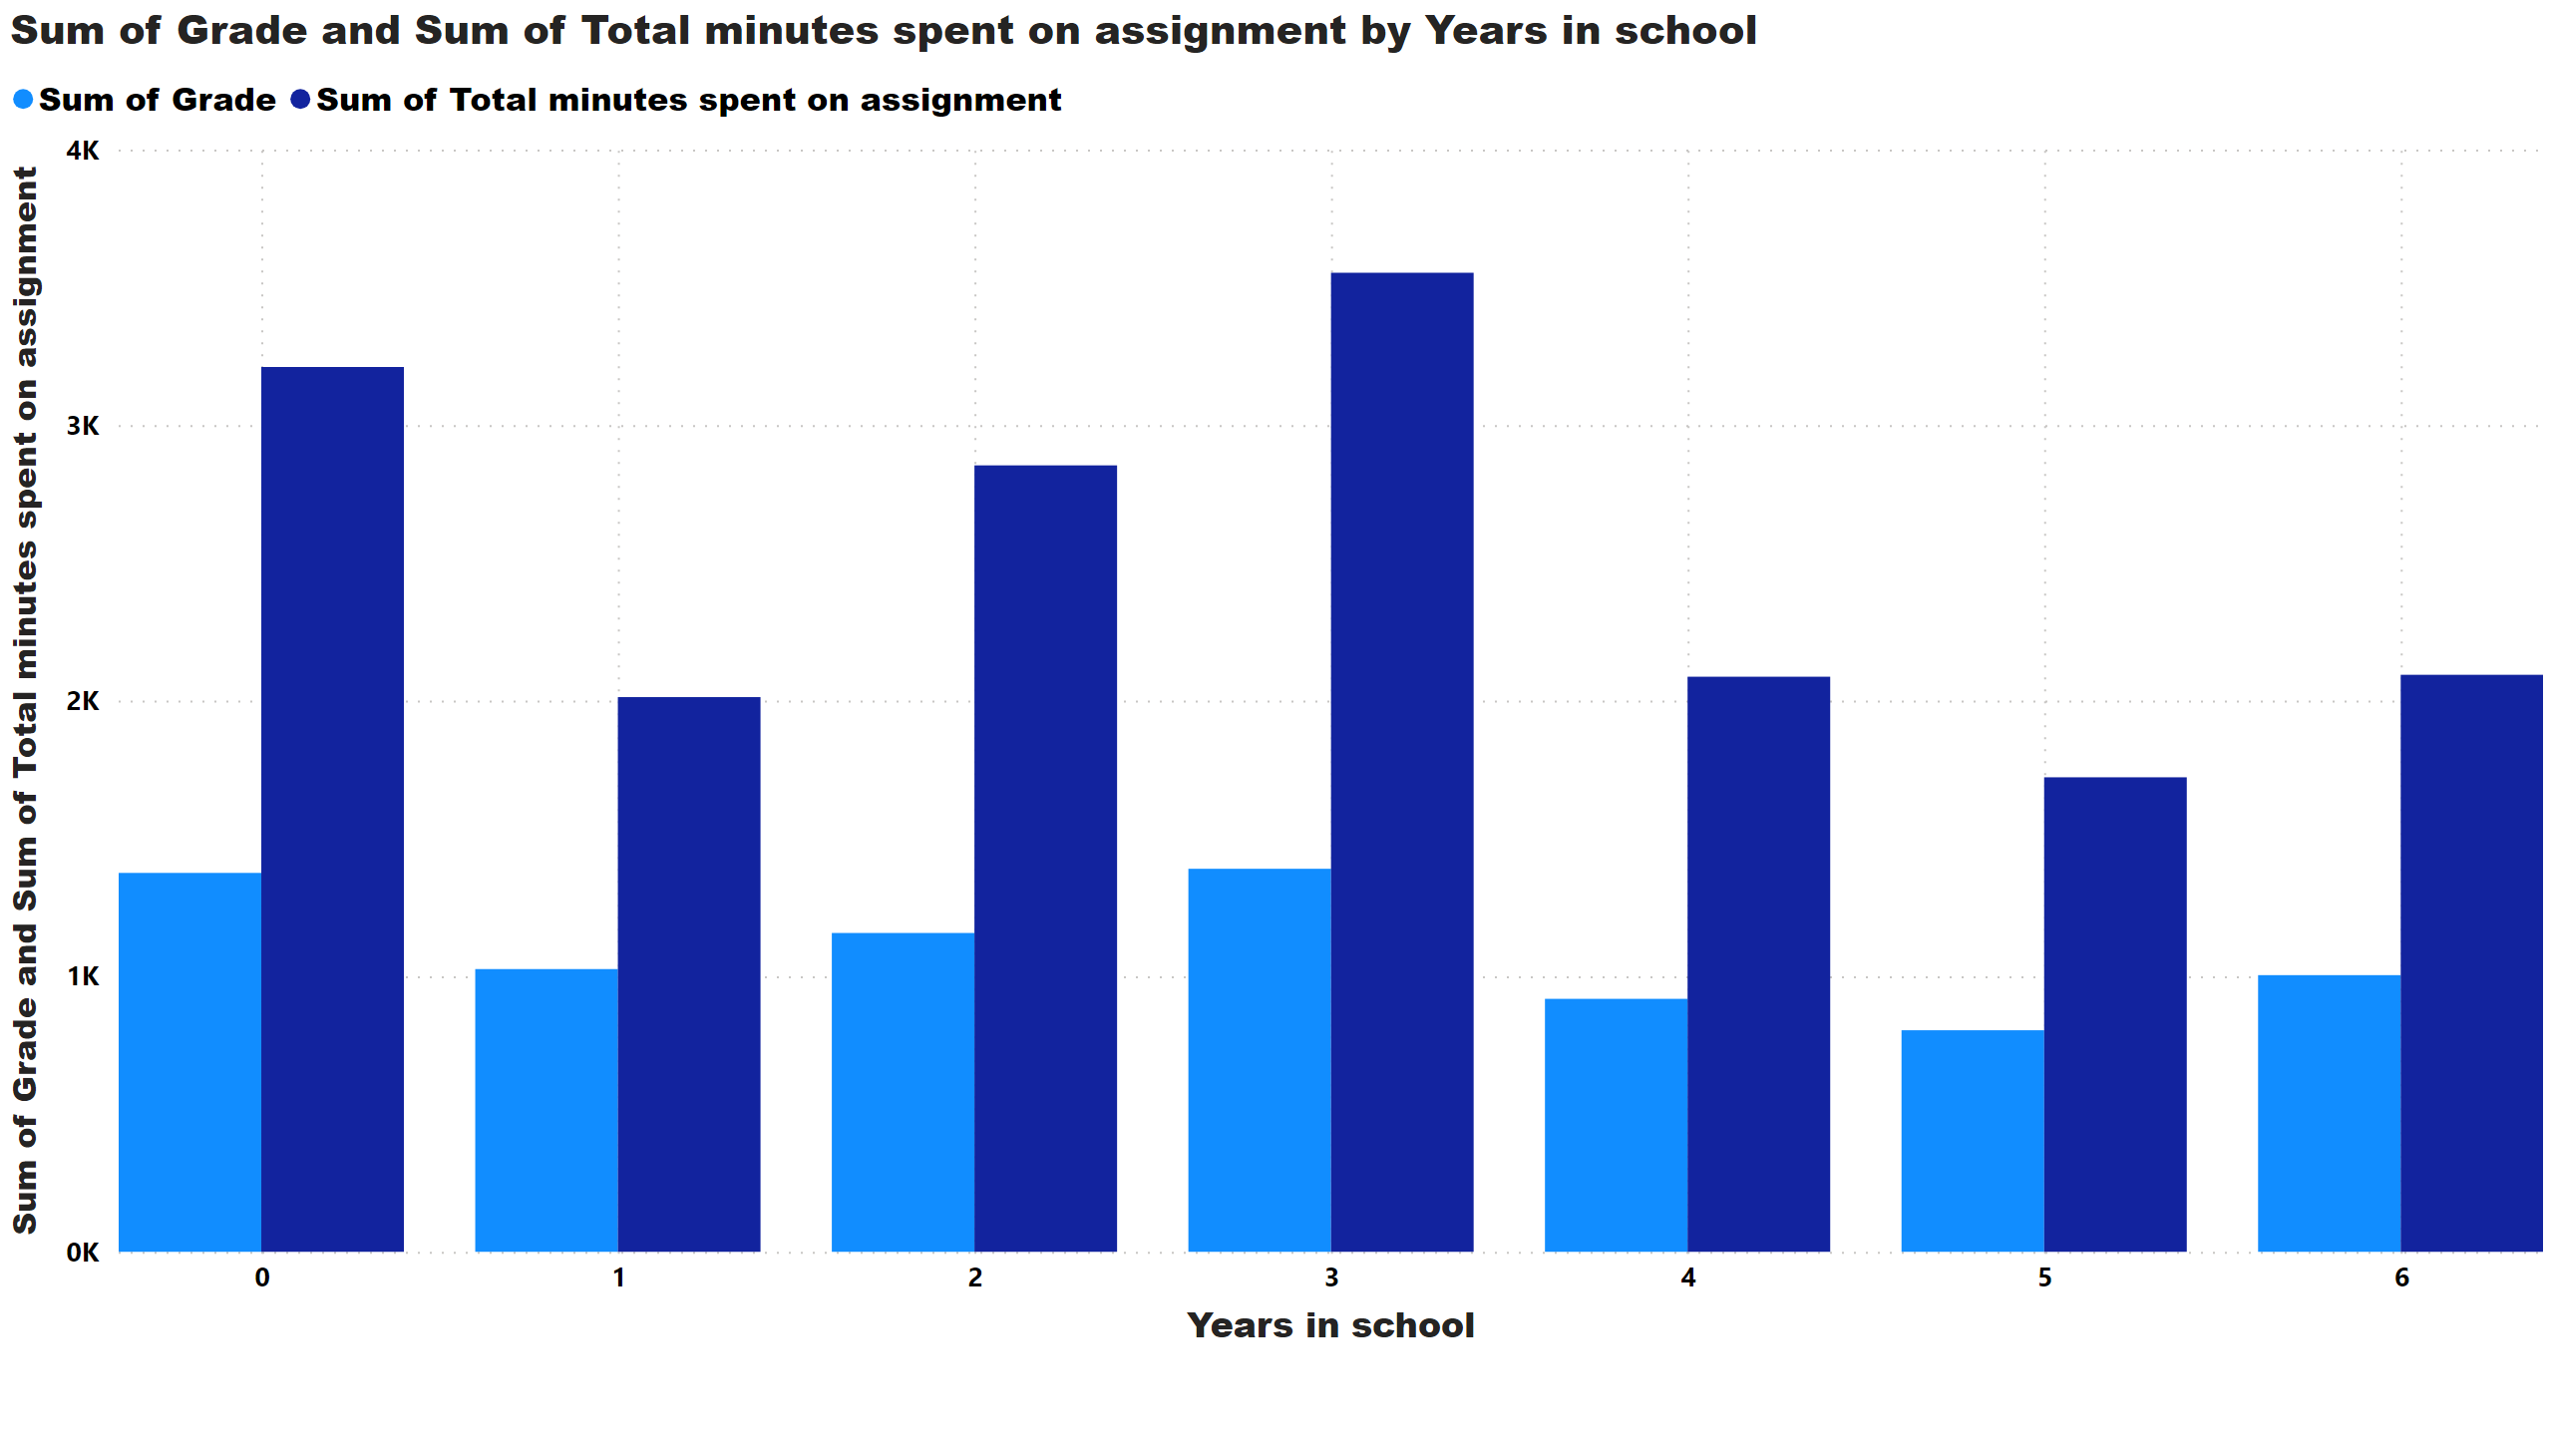 Sum of Grade and Sum of Total minutes spent on assignment by Years in school
Sum of Grade Sum of Total minutes spent on assignment
Sum of Grade and Sum of Total minutes spent on assignment
4K
3K
2K
1K
0K
0 1 2 3 4 5 6
Years in school